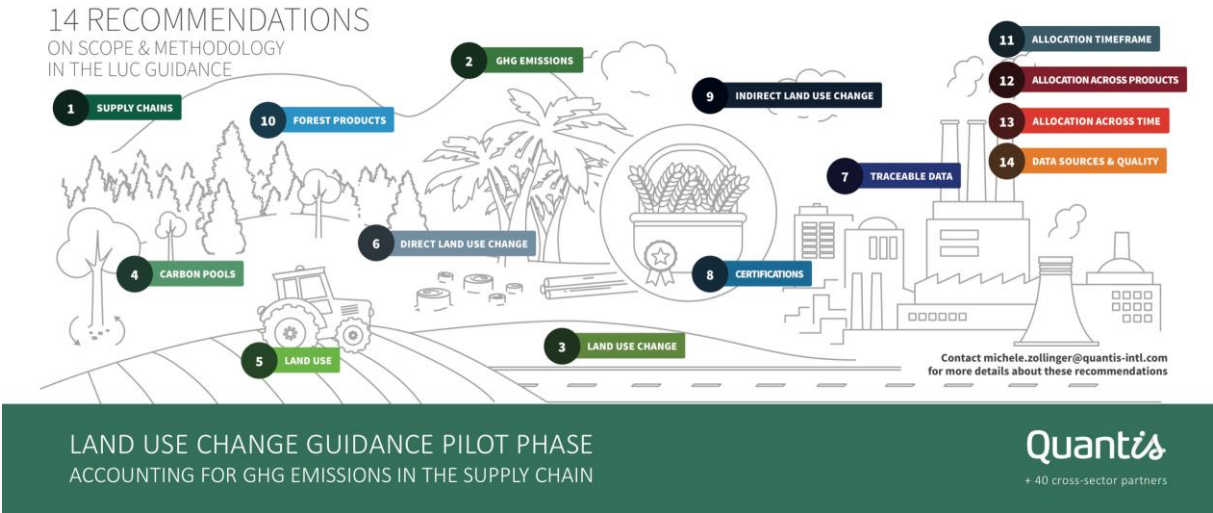 14 RECOMMENDATIONS
ON SCOPE & METHODOLOGY
IN THE LUC GUIDANCE
1 SUPPLY CHAINS
2 GHG EMISSIONS
3 LAND USE CHANGE
4 CARBON POOLS
5 LAND USE
6 DIRECT LAND USE CHANGE
7 TRACEABLE DATA
8 CERTIFICATIONS
9 INDIRECT LAND USE CHANGE
10 FOREST PRODUCTS
11 ALLOCATION TIMEFRAME
12 ALLOCATION ACROSS PRODUCTS
13 ALLOCATION ACROSS TIME
14 DATA SOURCES & QUALITY
Contact michele.zollinger@quantis-intl.com
for more details about these recommendations
LAND USE CHANGE GUIDANCE PILOT PHASE
ACCOUNTING FOR GHG EMISSIONS IN THE SUPPLY CHAIN
Quantis
+ 40 cross-sector partners